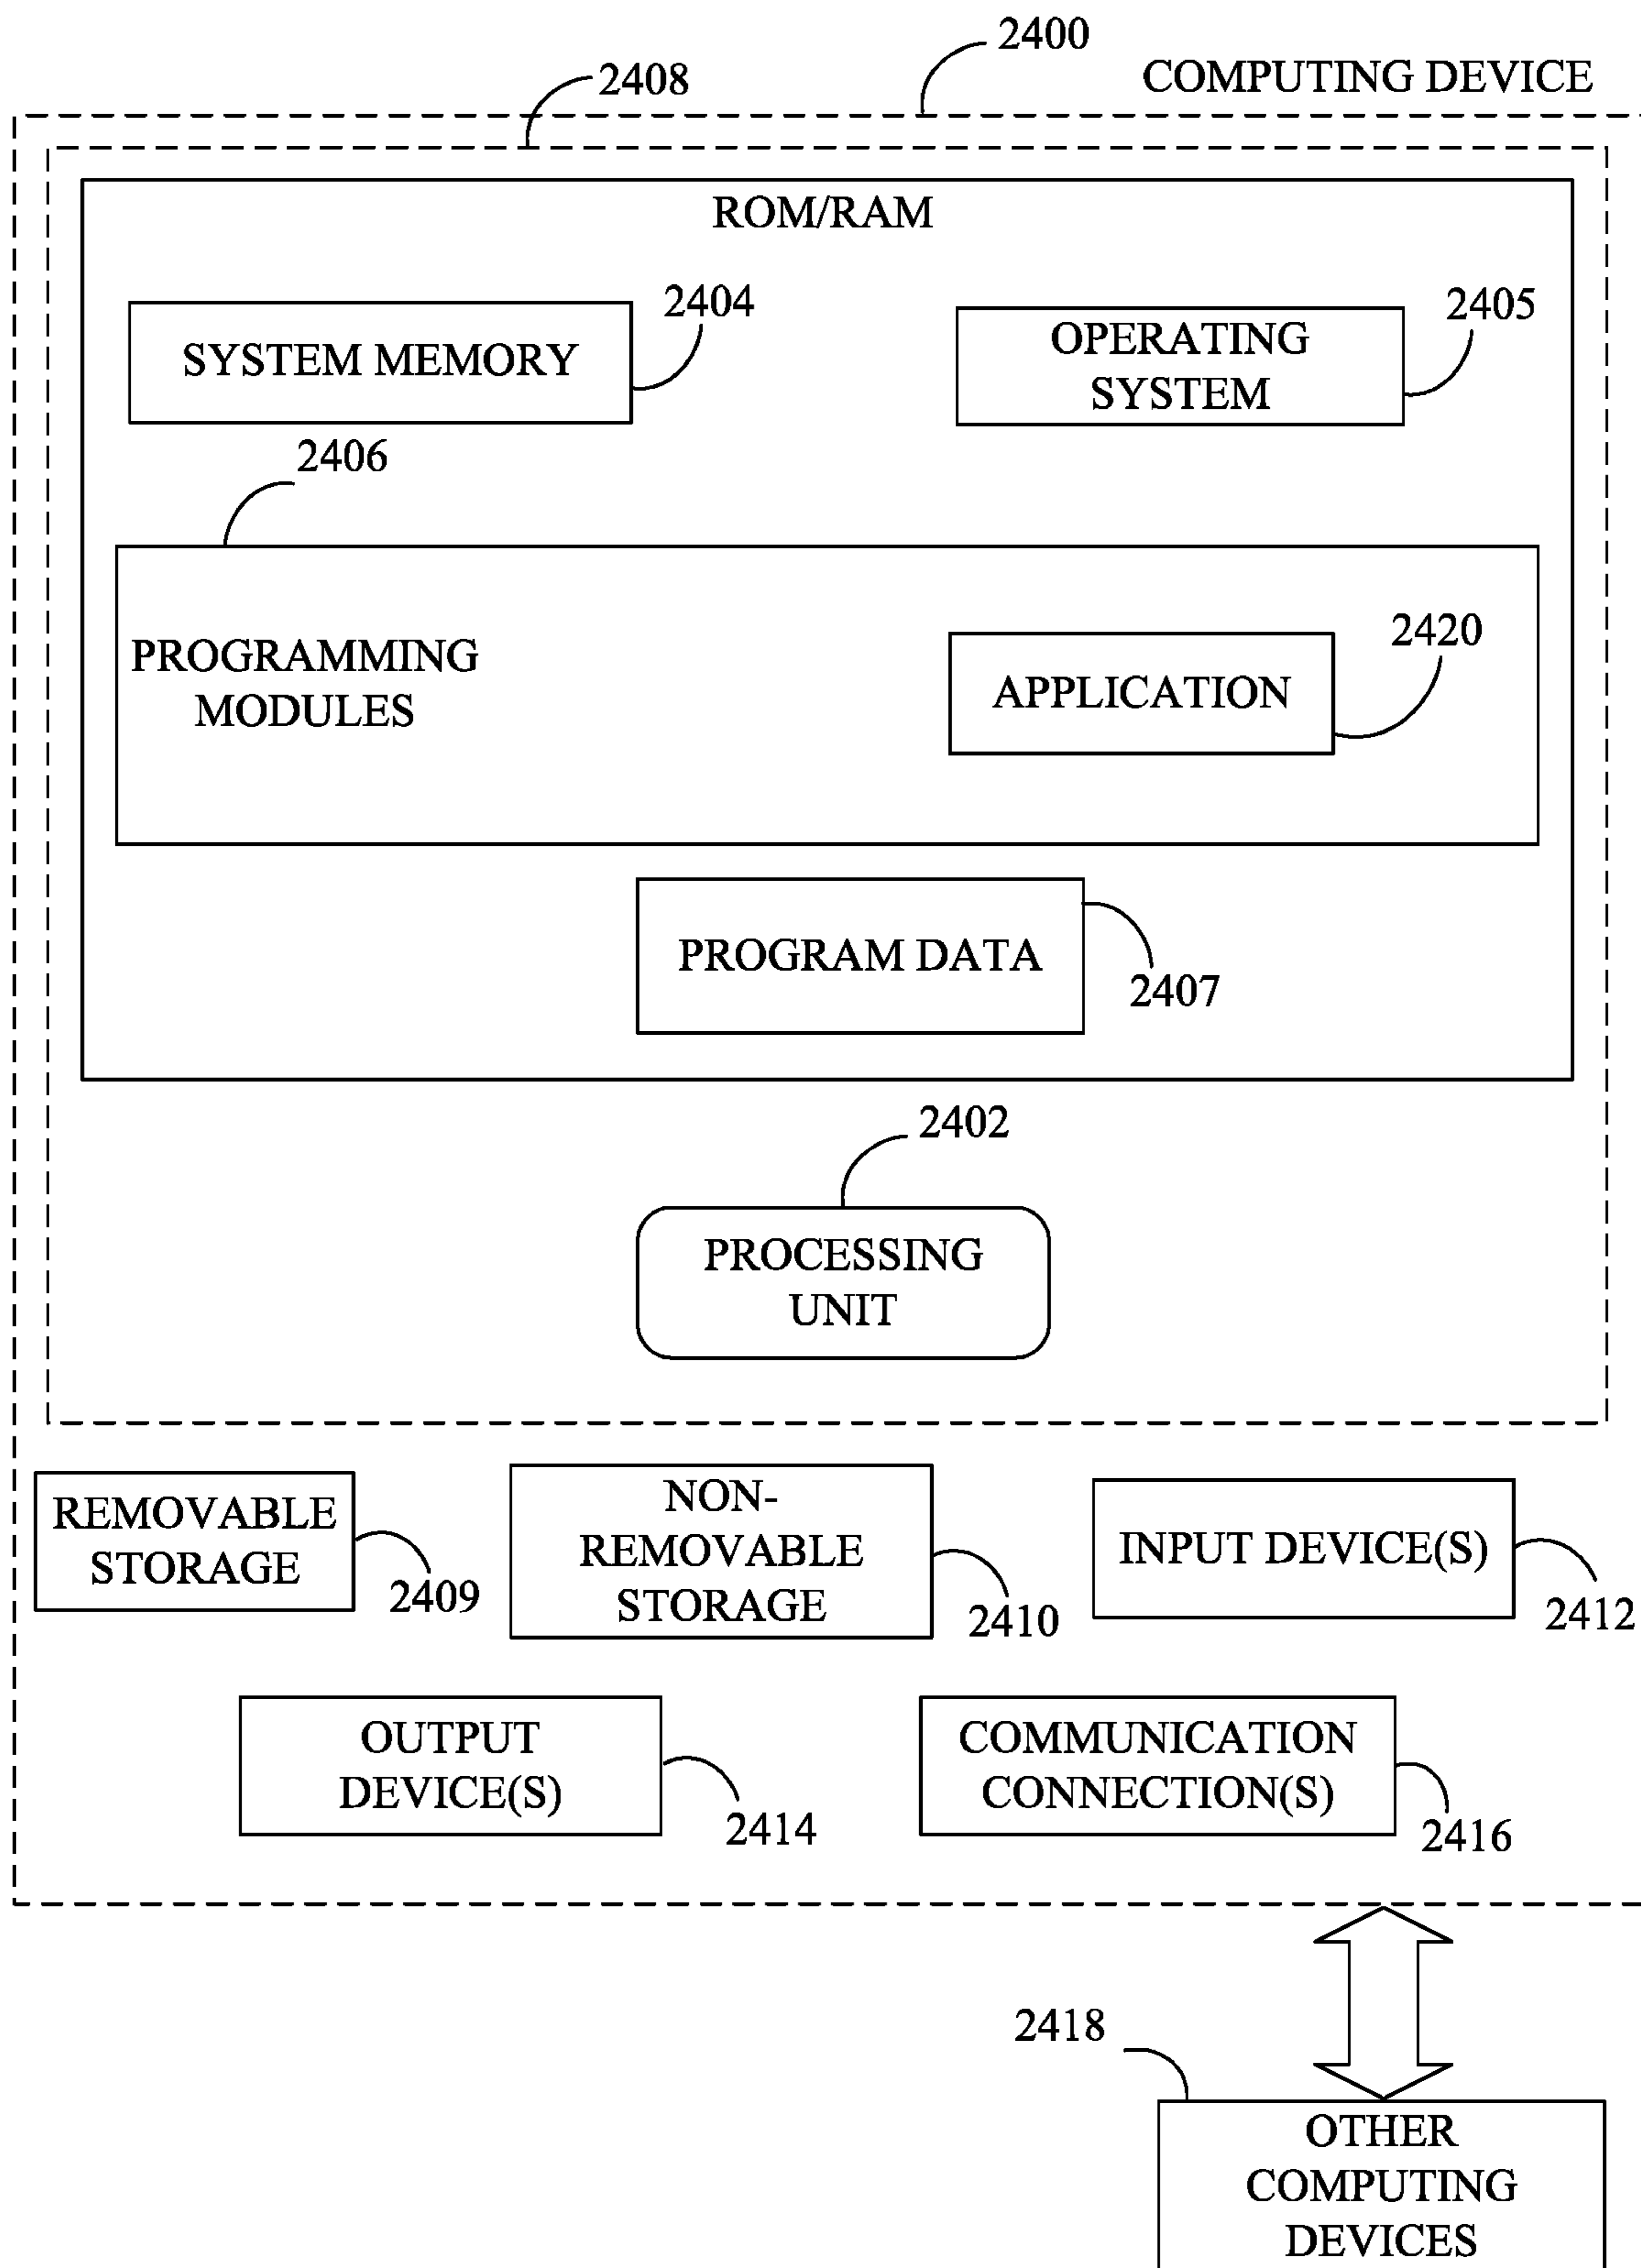 2400
COMPUTING DEVICE
2408
ROM/RAM
SYSTEM MEMORY
2404
OPERATING
SYSTEM
2405
2406
PROGRAMMING
MODULES
APPLICATION
2420
PROGRAM DATA
2407
2402
PROCESSING
UNIT
REMOVABLE
STORAGE
2409
NON-
REMOVABLE
STORAGE
2410
INPUT DEVICE(S)
2412
OUTPUT
DEVICE(S)
2414
COMMUNICATION
CONNECTION(S)
2416
2418
OTHER
COMPUTING
DEVICES